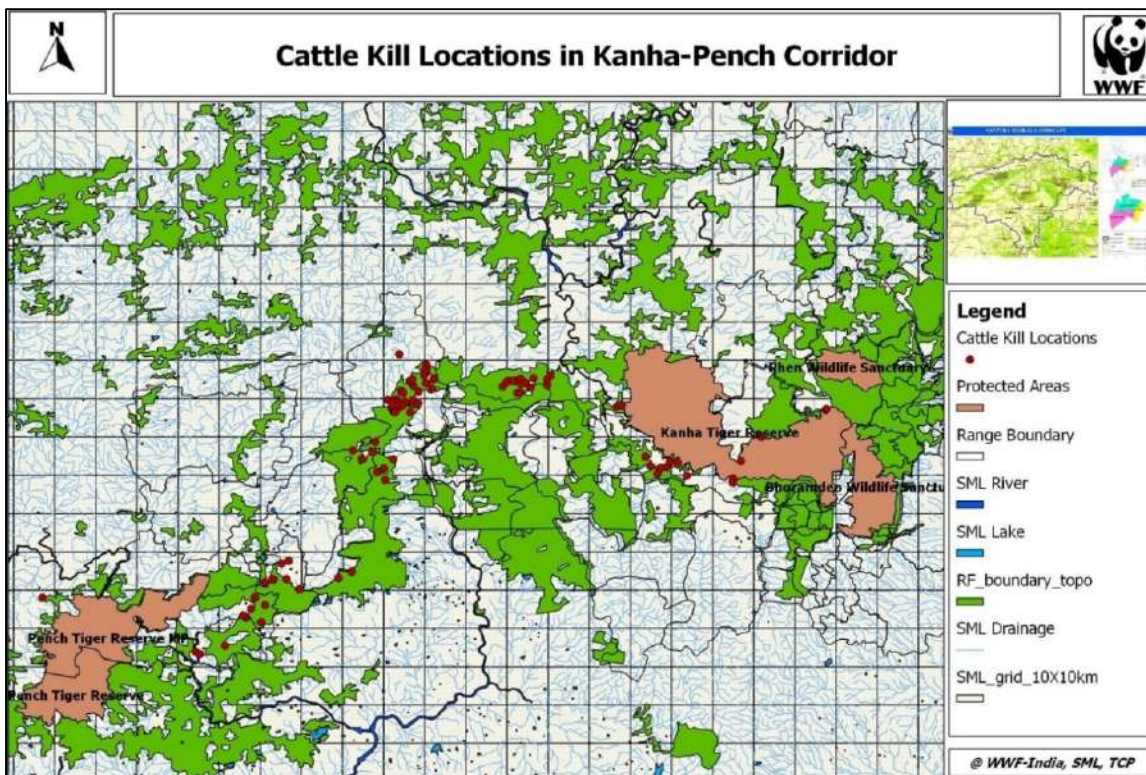 N
Cattle Kill Locations in Kanha-Pench Corridor
WWF
Phen Wildlife Sanctuary
Kanha Tiger Reserve
Bhoramdeo Wildlife Sanctu
Pench Tiger Reserve MP
Pench Tiger Reserve
Legend
Cattle Kill Locations
Protected Areas
Range Boundary
SML River
SML Lake
RF_boundary_topo
SML Drainage
SML_grid_10X10km
@ WWF-India, SML, TCP